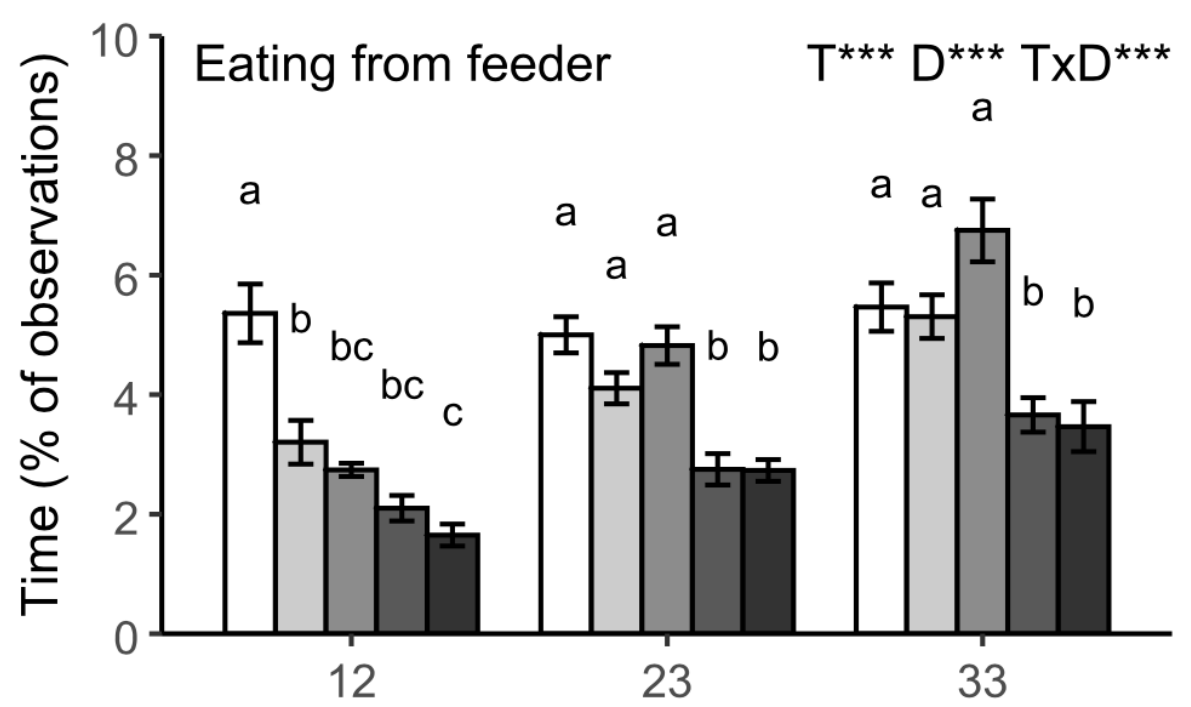 Eating from feeder T*** D*** TxD***
Time (% of observations)
10
8
6
4
2
0
a b bc bc c
a a a b b
a a a b b
12 23 33